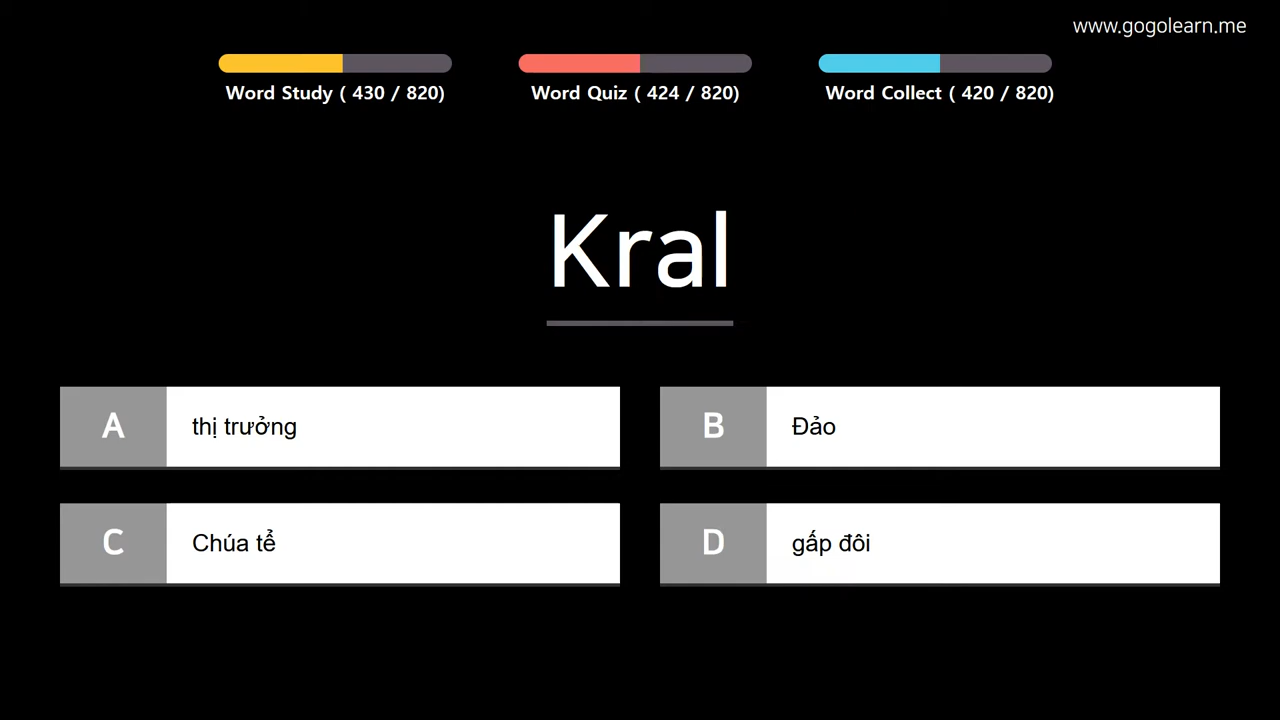 www.gogolearn.me
Word Study ( 430 / 820)
Word Quiz ( 424 / 820)
Word Collect ( 420 / 820)
Kral
A thị trưởng
B Đảo
C Chúa tể
D gấp đôi